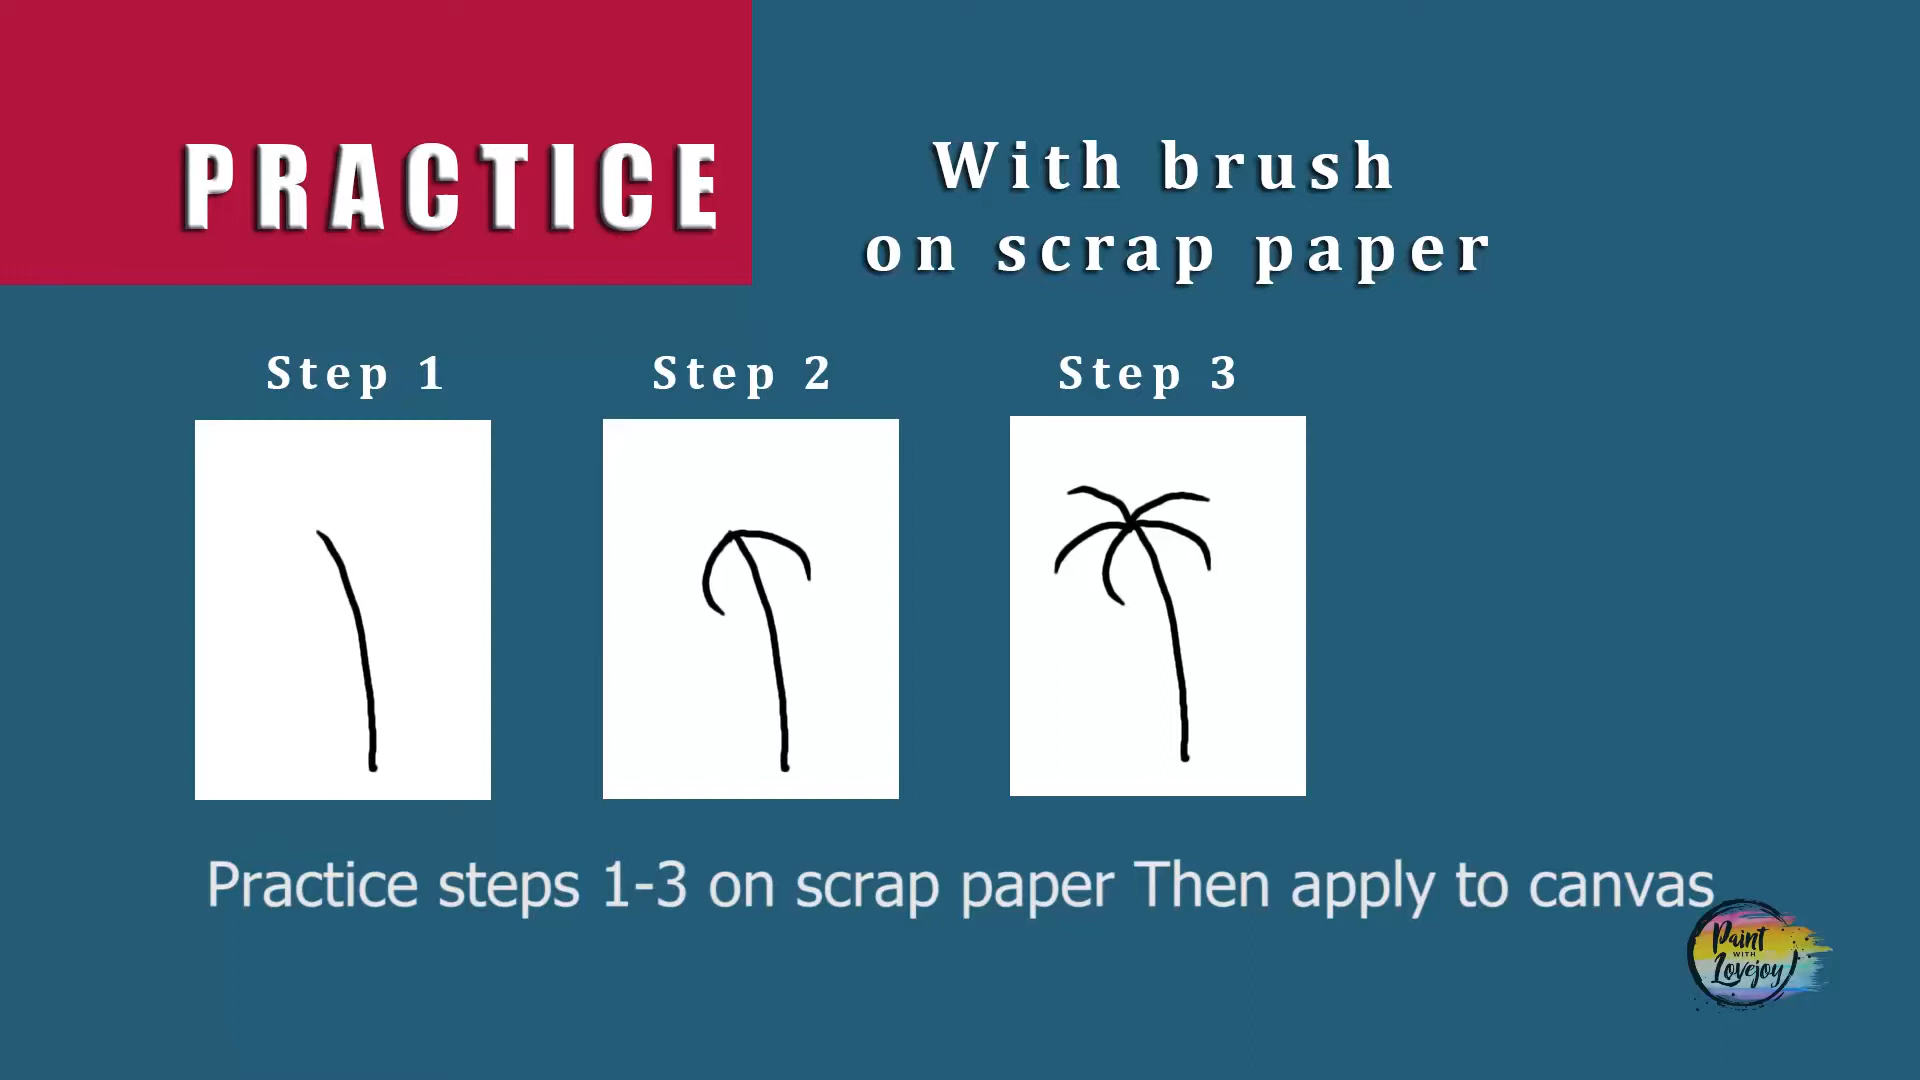 PRACTICE
With brush
on scrap paper
Step 1
Step 2
Step 3
Practice steps 1-3 on scrap paper Then apply to canvas
Paint
WITH
Lovejoy